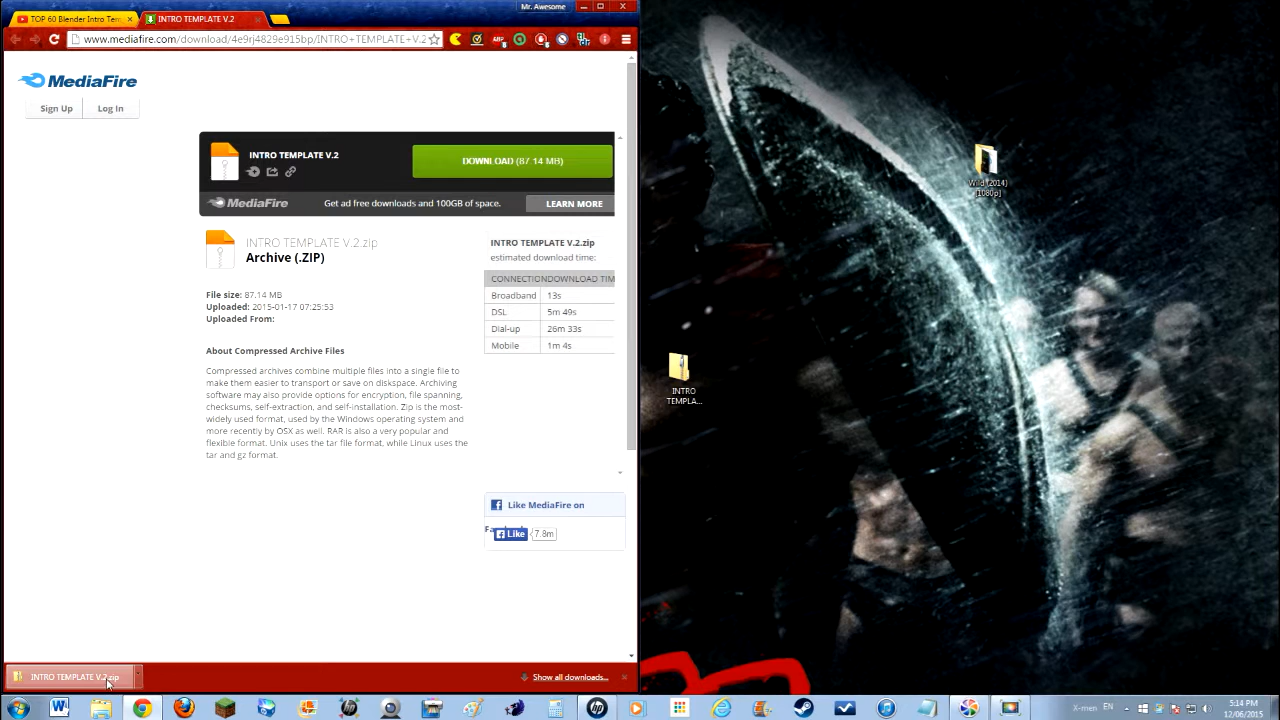 Mr. Awesome
TOP 60 Blender Intro Tem
INTRO TEMPLATE V.2
www.mediafire.com/download/4e9rj4829e915bp/INTRO+TEMPLATE+V.2
MediaFire
Sign Up
Log In
INTRO TEMPLATE V.2
DOWNLOAD (87.14 MB)
MediaFire
Get ad free downloads and 100GB of space.
LEARN MORE
INTRO TEMPLATE V.2.zip
Archive (.ZIP)
File size: 87.14 MB
Uploaded: 2015-01-17 07:25:53
Uploaded From:
About Compressed Archive Files
Compressed archives combine multiple files into a single file to
make them easier to transport or save on diskspace. Archiving
software may also provide options for encryption, file spanning,
checksums, self-extraction, and self-installation. Zip is the most-
widely used format, used by the Windows operating system and
more recently by OSX as well. RAR is also a very popular and
flexible format. Unix uses the tar file format, while Linux uses the
tar and gz format.
INTRO TEMPLATE V.2.zip
estimated download time:
CONNECTIONDOWNLOAD TIM
Broadband 13s
DSL 5m 49s
Dial-up 26m 33s
Mobile 1m 4s
Like MediaFire on
Like 7.8m
Wild (2014)
[1080p]
INTRO
TEMPLA...
INTRO TEMPLATE V.2.zip
Show all downloads...
X-men
EN
5:14 PM
12/06/2015